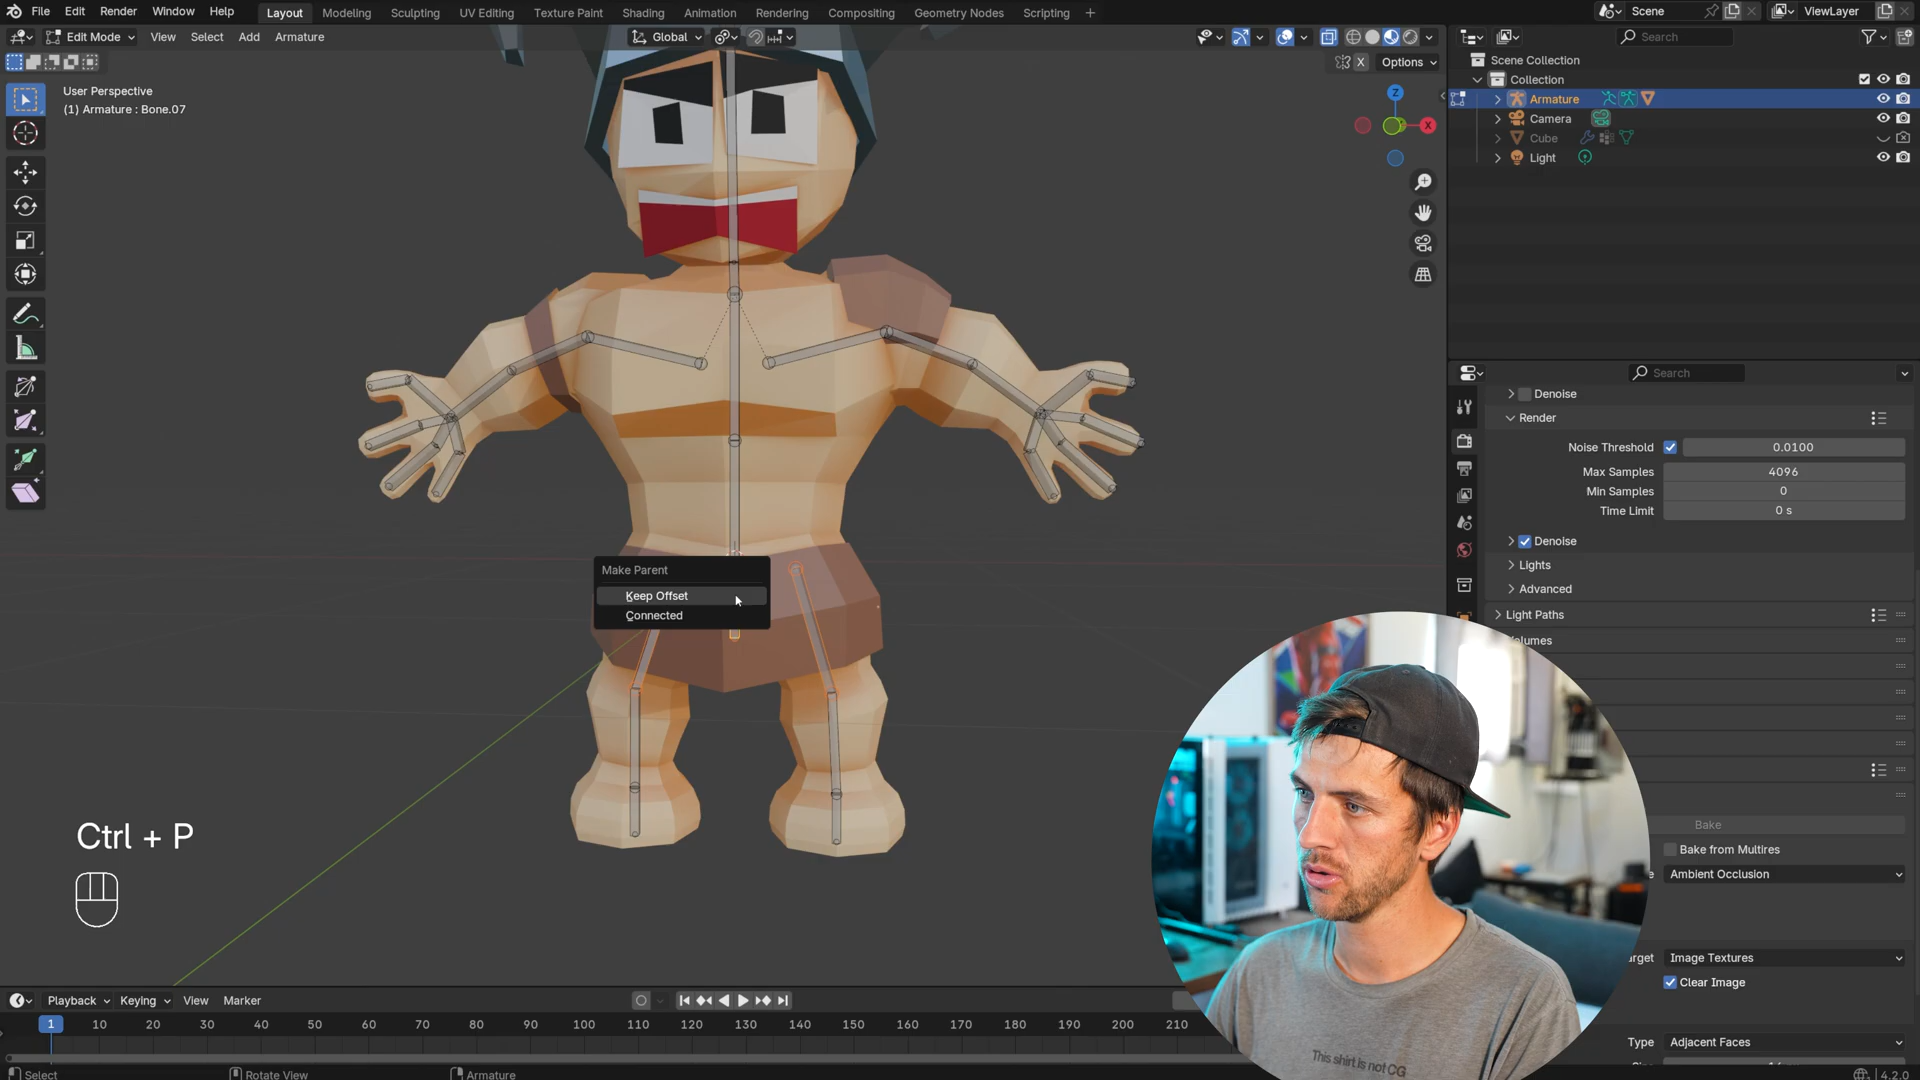 File Edit Render Window Help Layout Modeling Sculpting UV Editing Texture Paint Shading Animation Rendering Compositing Geometry Nodes Scripting + Scene ViewLayer
Edit Mode View Select Add Armature Global Search
X Options
Scene Collection
Collection
User Perspective
(1) Armature : Bone.07
Armature
Camera
Cube
Light
Z
X
Search
Denoise
Render
Noise Threshold 0.0100
Max Samples 4096
Min Samples 0
Time Limit 0 s
Denoise
Lights
Advanced
Light Paths
Make Parent
Keep Offset
Connected
Ctrl + P
Bake
Bake from Multires
Ambient Occlusion
Image Textures
Clear Image
Type Adjacent Faces
This shirt is not CG
Playback Keying View Marker
1 10 20 30 40 50 60 70 80 90 100 110 120 130 140 150 160 170 180 190 200 210
Select Rotate View Armature 4.2.0